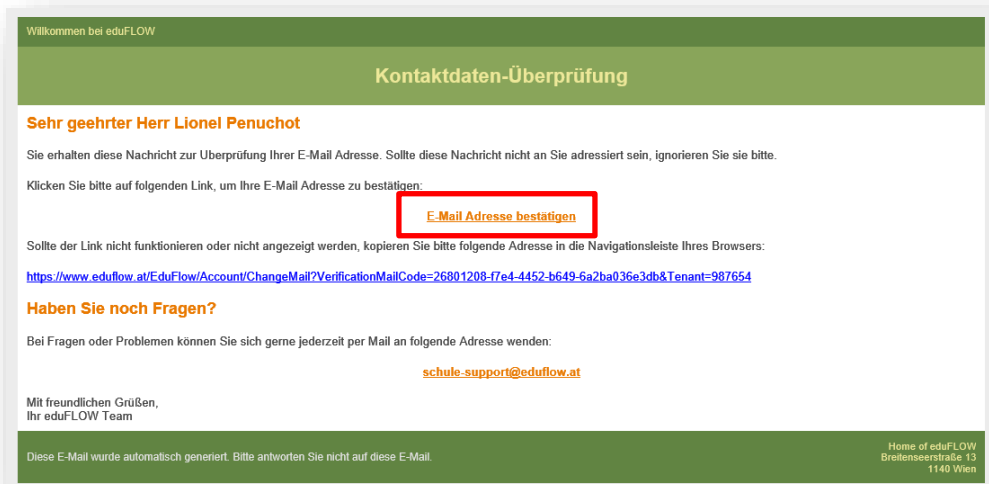 Willkommen bei eduFLOW
Kontaktdaten-Überprüfung
Sehr geehrter Herr Lionel Penuchot
Sie erhalten diese Nachricht zur Uberprüfung Ihrer E-Mail Adresse. Sollte diese Nachricht nicht an Sie adressiert sein, ignorieren Sie sie bitte.
Klicken Sie bitte auf folgenden Link, um Ihre E-Mail Adresse zu bestätigen:
E-Mail Adresse bestätigen
Sollte der Link nicht funktionieren oder nicht angezeigt werden, kopieren Sie bitte folgende Adresse in die Navigationsleiste Ihres Browsers:
https://www.eduflow.at/EduFlow/Account/ChangeMail?VerificationMailCode=26801208-f7e4-4452-b649-6a2ba036e3db&Tenant=987654
Haben Sie noch Fragen?
Bei Fragen oder Problemen können Sie sich gerne jederzeit per Mail an folgende Adresse wenden:
schule-support@eduflow.at
Mit freundlichen Grüßen,
Ihr eduFLOW Team
Diese E-Mail wurde automatisch generiert. Bitte antworten Sie nicht auf diese E-Mail.
Home of eduFLOW
Breitenseerstraße 13
1140 Wien